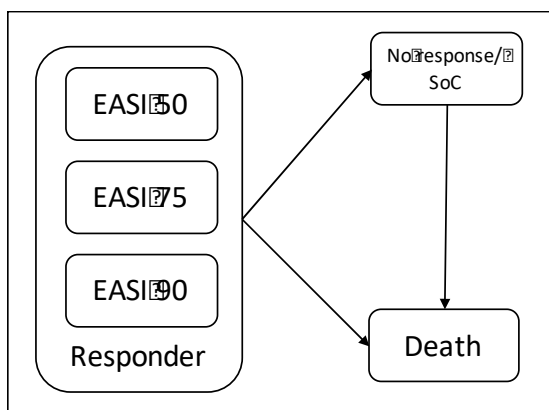 EASI�50
EASI�75
EASI�90
Responder
No�response/�
SoC
Death